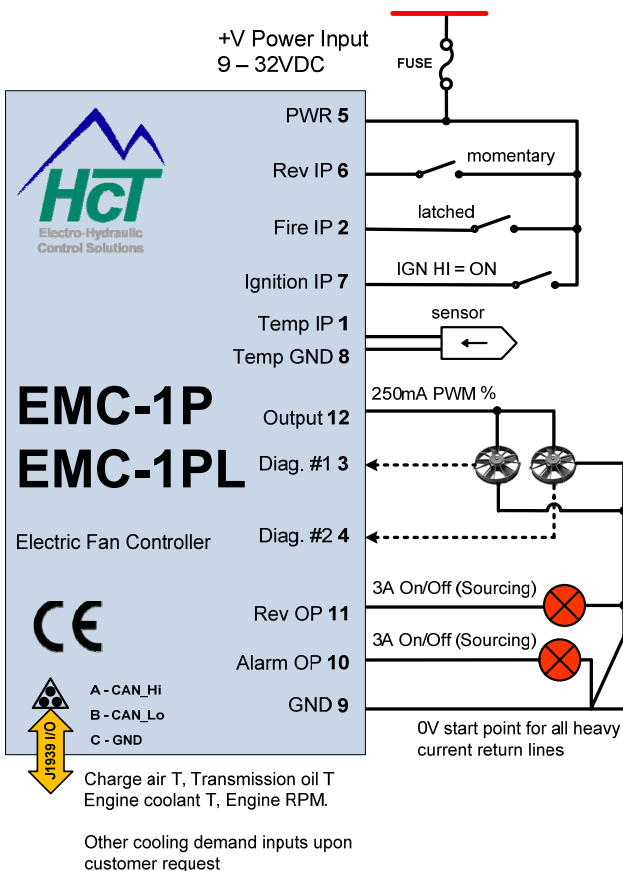 +V Power Input
9 – 32VDC
FUSE
PWR 5
HcT
Electro-Hydraulic
Control Solutions
Rev IP 6
momentary
Fire IP 2
latched
Ignition IP 7
IGN HI = ON
Temp IP 1
sensor
Temp GND 8
EMC-1P
EMC-1PL
Output 12
250mA PWM %
Diag. #1 3
Electric Fan Controller
Diag. #2 4
CE
Rev OP 11
3A On/Off (Sourcing)
Alarm OP 10
3A On/Off (Sourcing)
GND 9
0V start point for all heavy
current return lines
A - CAN_Hi
B - CAN_Lo
C - GND
J1939 I/O
Charge air T, Transmission oil T
Engine coolant T, Engine RPM.
Other cooling demand inputs upon
customer request